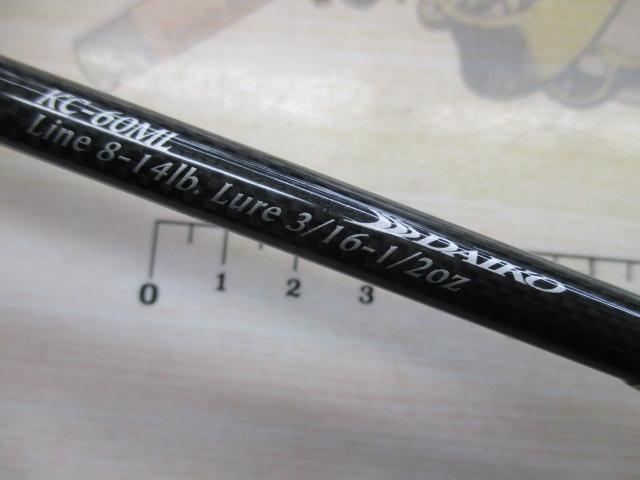 KC-60ML
DAIKO
Line 8-14lb. Lure 3/16-1/2oz
0 1 2 3